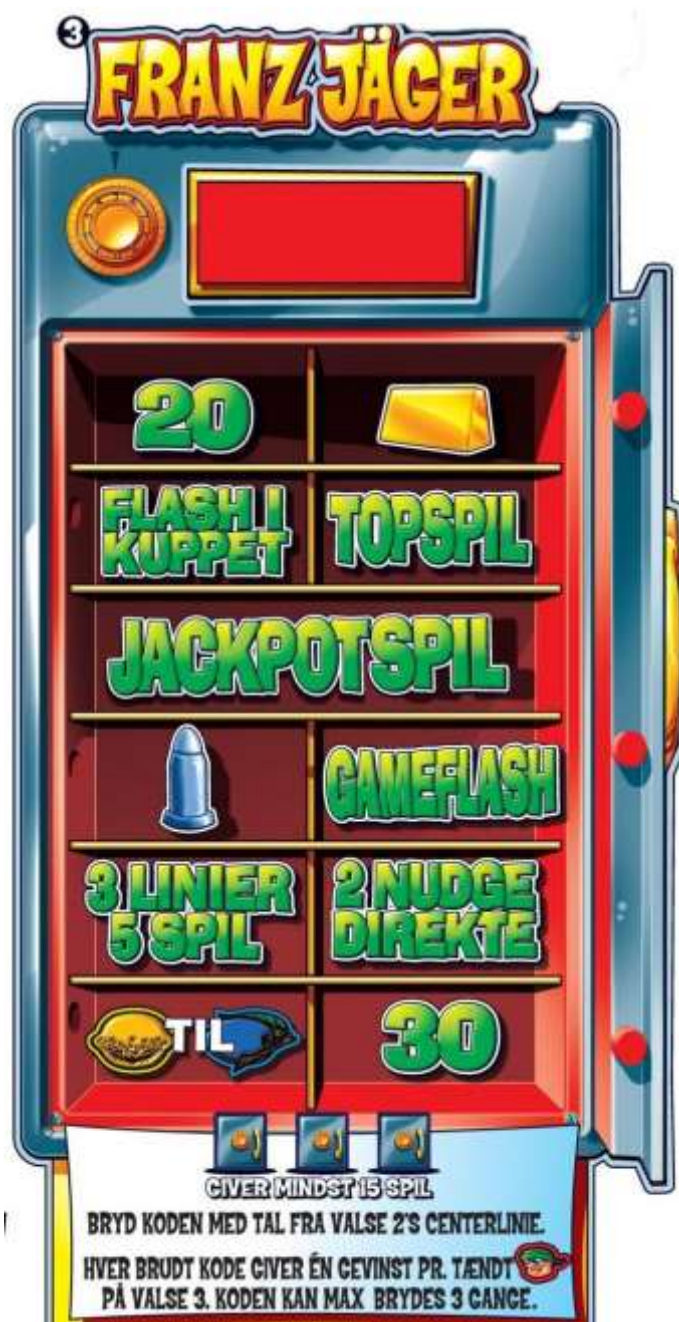 3
FRANZ JÄGER
20
FLASH I
KUPPET
TOPSPIL
JACKPOTSPIL
GAMEFLASH
3 LINIER
5 SPIL
2 NUDGE
DIREKTE
TIL
30
GIVER MINDST 15 SPIL
BRYD KODEN MED TAL FRA VALSE 2'S CENTERLINIE.
HVER BRUDT KODE GIVER ÉN GEVINST PR. TÆNDT
PÅ VALSE 3. KODEN KAN MAX BRYDES 3 GANGE.